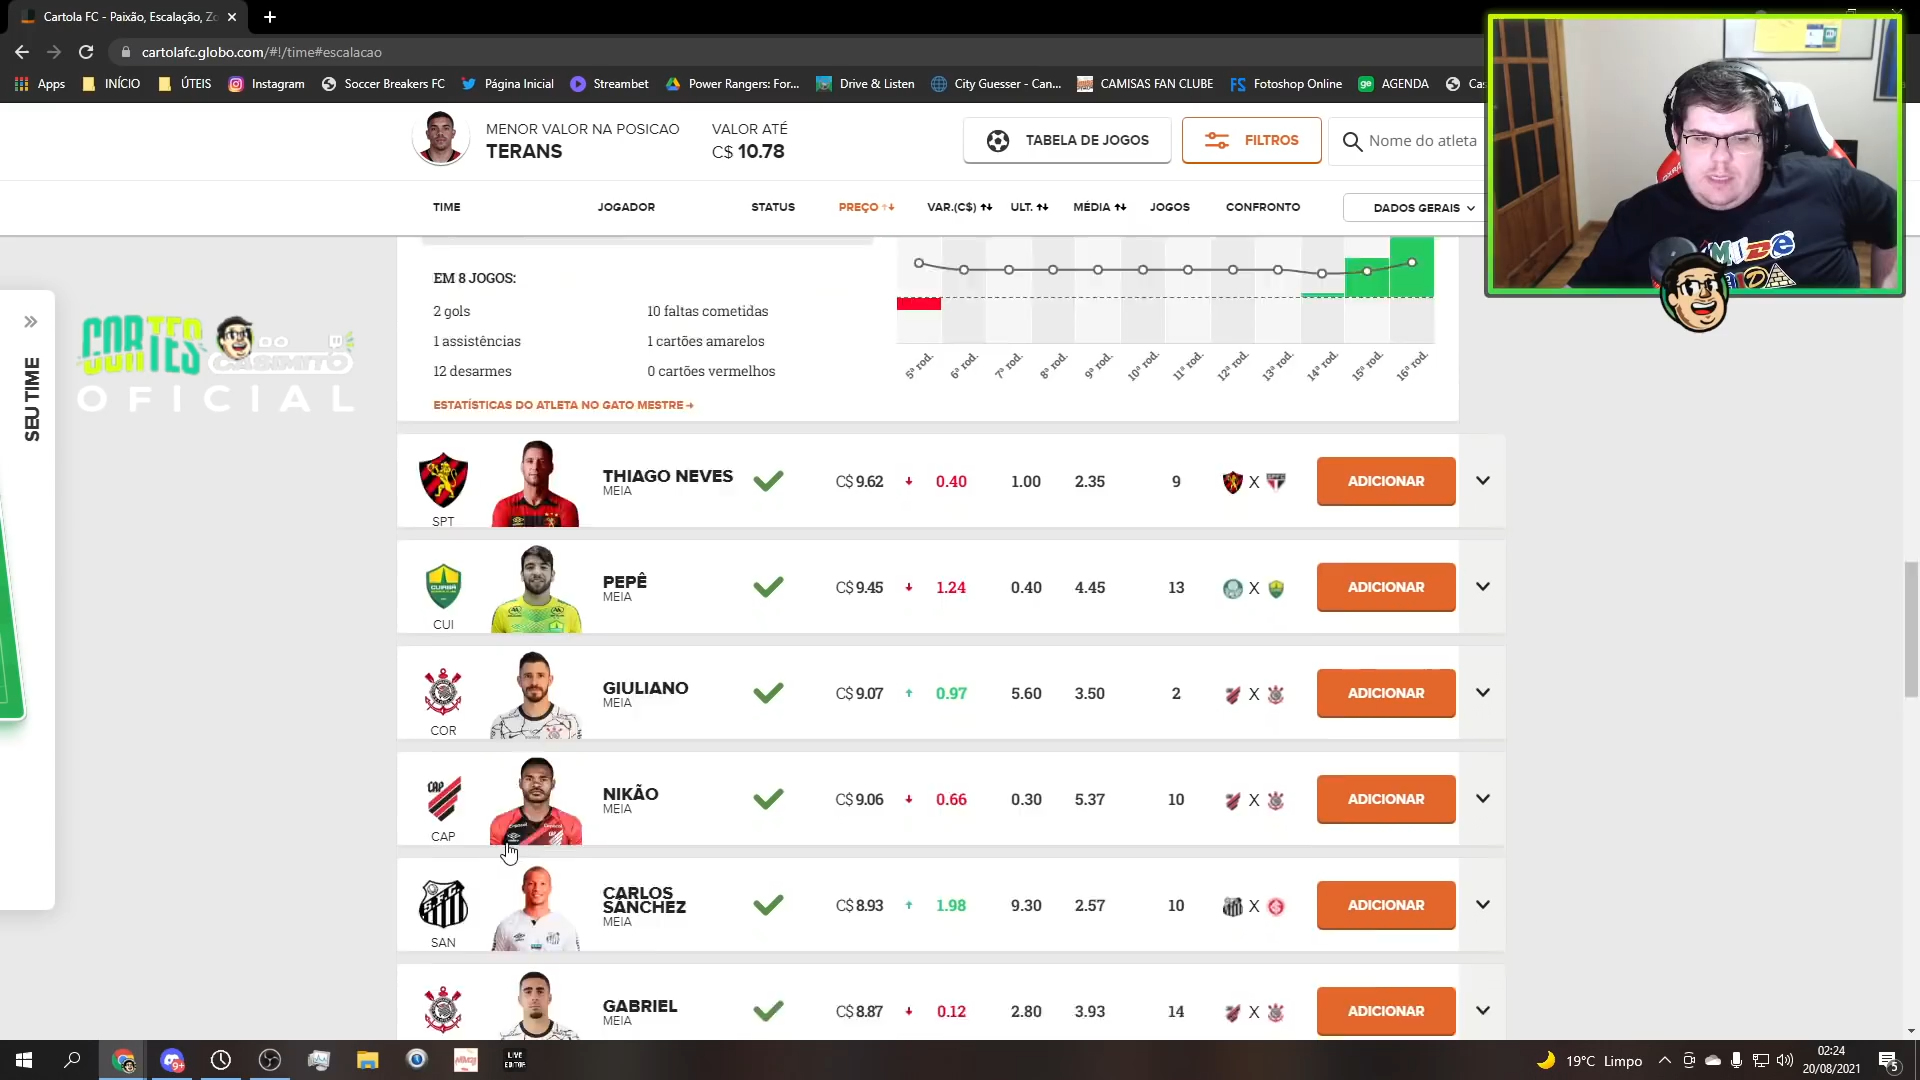 Cartola FC - Paixão, Escalação, Zo
cartolafc.globo.com/#!/time#escalacao
Apps
INÍCIO
ÚTEIS
Instagram
Soccer Breakers FC
Página Inicial
Streambet
Power Rangers: For...
Drive & Listen
City Guesser - Can...
CAMISAS FAN CLUBE
FS Fotoshop Online
ge AGENDA
MENOR VALOR NA POSICAO
TERANS
VALOR ATÉ
C$ 10.78
TABELA DE JOGOS
FILTROS
Nome do atleta
TIME JOGADOR STATUS PREÇO VAR.(C$) ULT. MÉDIA JOGOS CONFRONTO DADOS GERAIS
SEU TIME
CORTES
DO
CASIMITO
OFICIAL
EM 8 JOGOS:
2 gols
10 faltas cometidas
1 assistências
1 cartões amarelos
12 desarmes
0 cartões vermelhos
ESTATÍSTICAS DO ATLETA NO GATO MESTRE
5ª rod. 6ª rod. 7ª rod. 8ª rod. 9ª rod. 10ª rod. 11ª rod. 12ª rod. 13ª rod. 14ª rod. 15ª rod. 16ª rod.
SPT
THIAGO NEVES
MEIA
C$ 9.62 0.40 1.00 2.35 9 X ADICIONAR
CUI
PEPÊ
MEIA
C$ 9.45 1.24 0.40 4.45 13 X ADICIONAR
COR
GIULIANO
MEIA
C$ 9.07 0.97 5.60 3.50 2 X ADICIONAR
CAP
CAP
NIKÃO
MEIA
C$ 9.06 0.66 0.30 5.37 10 X ADICIONAR
SAN
CARLOS
SÁNCHEZ
MEIA
C$ 8.93 1.98 9.30 2.57 10 X ADICIONAR
GABRIEL
MEIA
C$ 8.87 0.12 2.80 3.93 14 X ADICIONAR
LIVE
EDITOR
19°C Limpo
02:24
20/08/2021
5